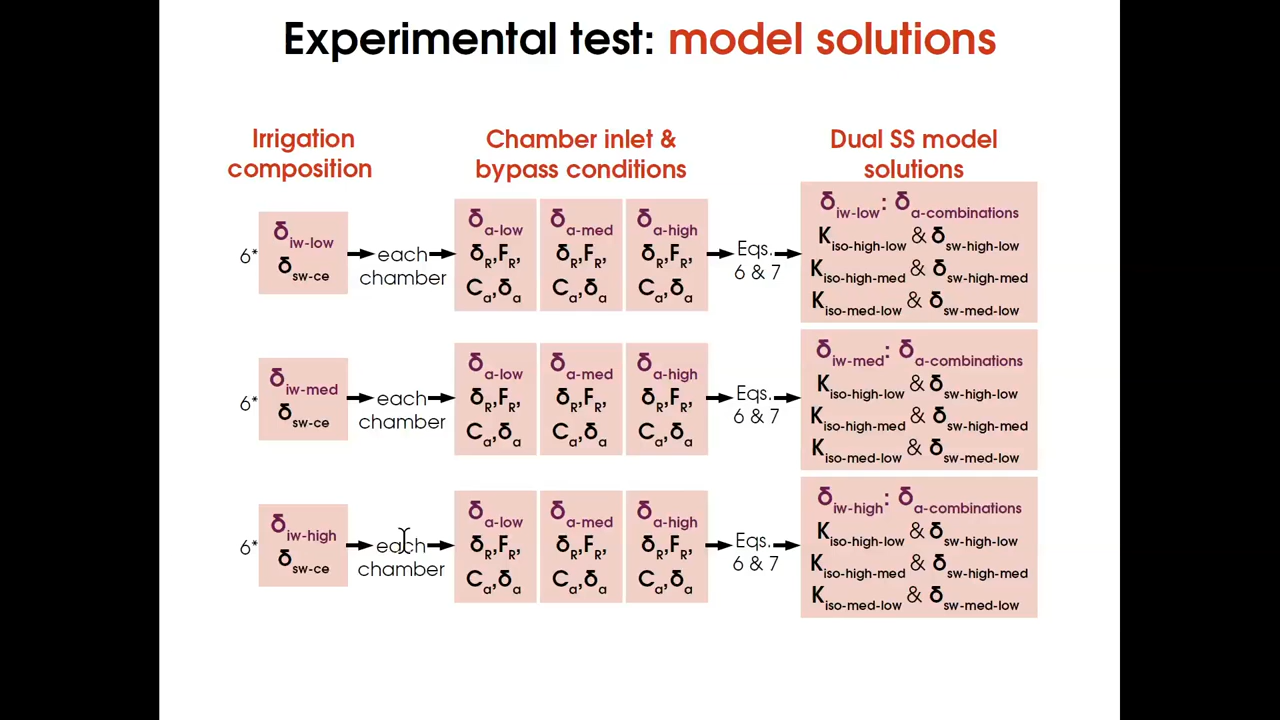 Experimental test: model solutions
Irrigation composition
Chamber inlet & bypass conditions
Dual SS model solutions
6*
δiw-low
δsw-ce
each chamber
δa-low
δR,FR,
Ca,δa
δa-med
δR,FR,
Ca,δa
δa-high
δR,FR,
Ca,δa
Eqs.
6 & 7
δiw-low: δa-combinations
Kiso-high-low & δsw-high-low
Kiso-high-med & δsw-high-med
Kiso-med-low & δsw-med-low
6*
δiw-med
δsw-ce
each chamber
δa-low
δR,FR,
Ca,δa
δa-med
δR,FR,
Ca,δa
δa-high
δR,FR,
Ca,δa
Eqs.
6 & 7
δiw-med: δa-combinations
Kiso-high-low & δsw-high-low
Kiso-high-med & δsw-high-med
Kiso-med-low & δsw-med-low
6*
δiw-high
δsw-ce
each chamber
δa-low
δR,FR,
Ca,δa
δa-med
δR,FR,
Ca,δa
δa-high
δR,FR,
Ca,δa
Eqs.
6 & 7
δiw-high: δa-combinations
Kiso-high-low & δsw-high-low
Kiso-high-med & δsw-high-med
Kiso-med-low & δsw-med-low